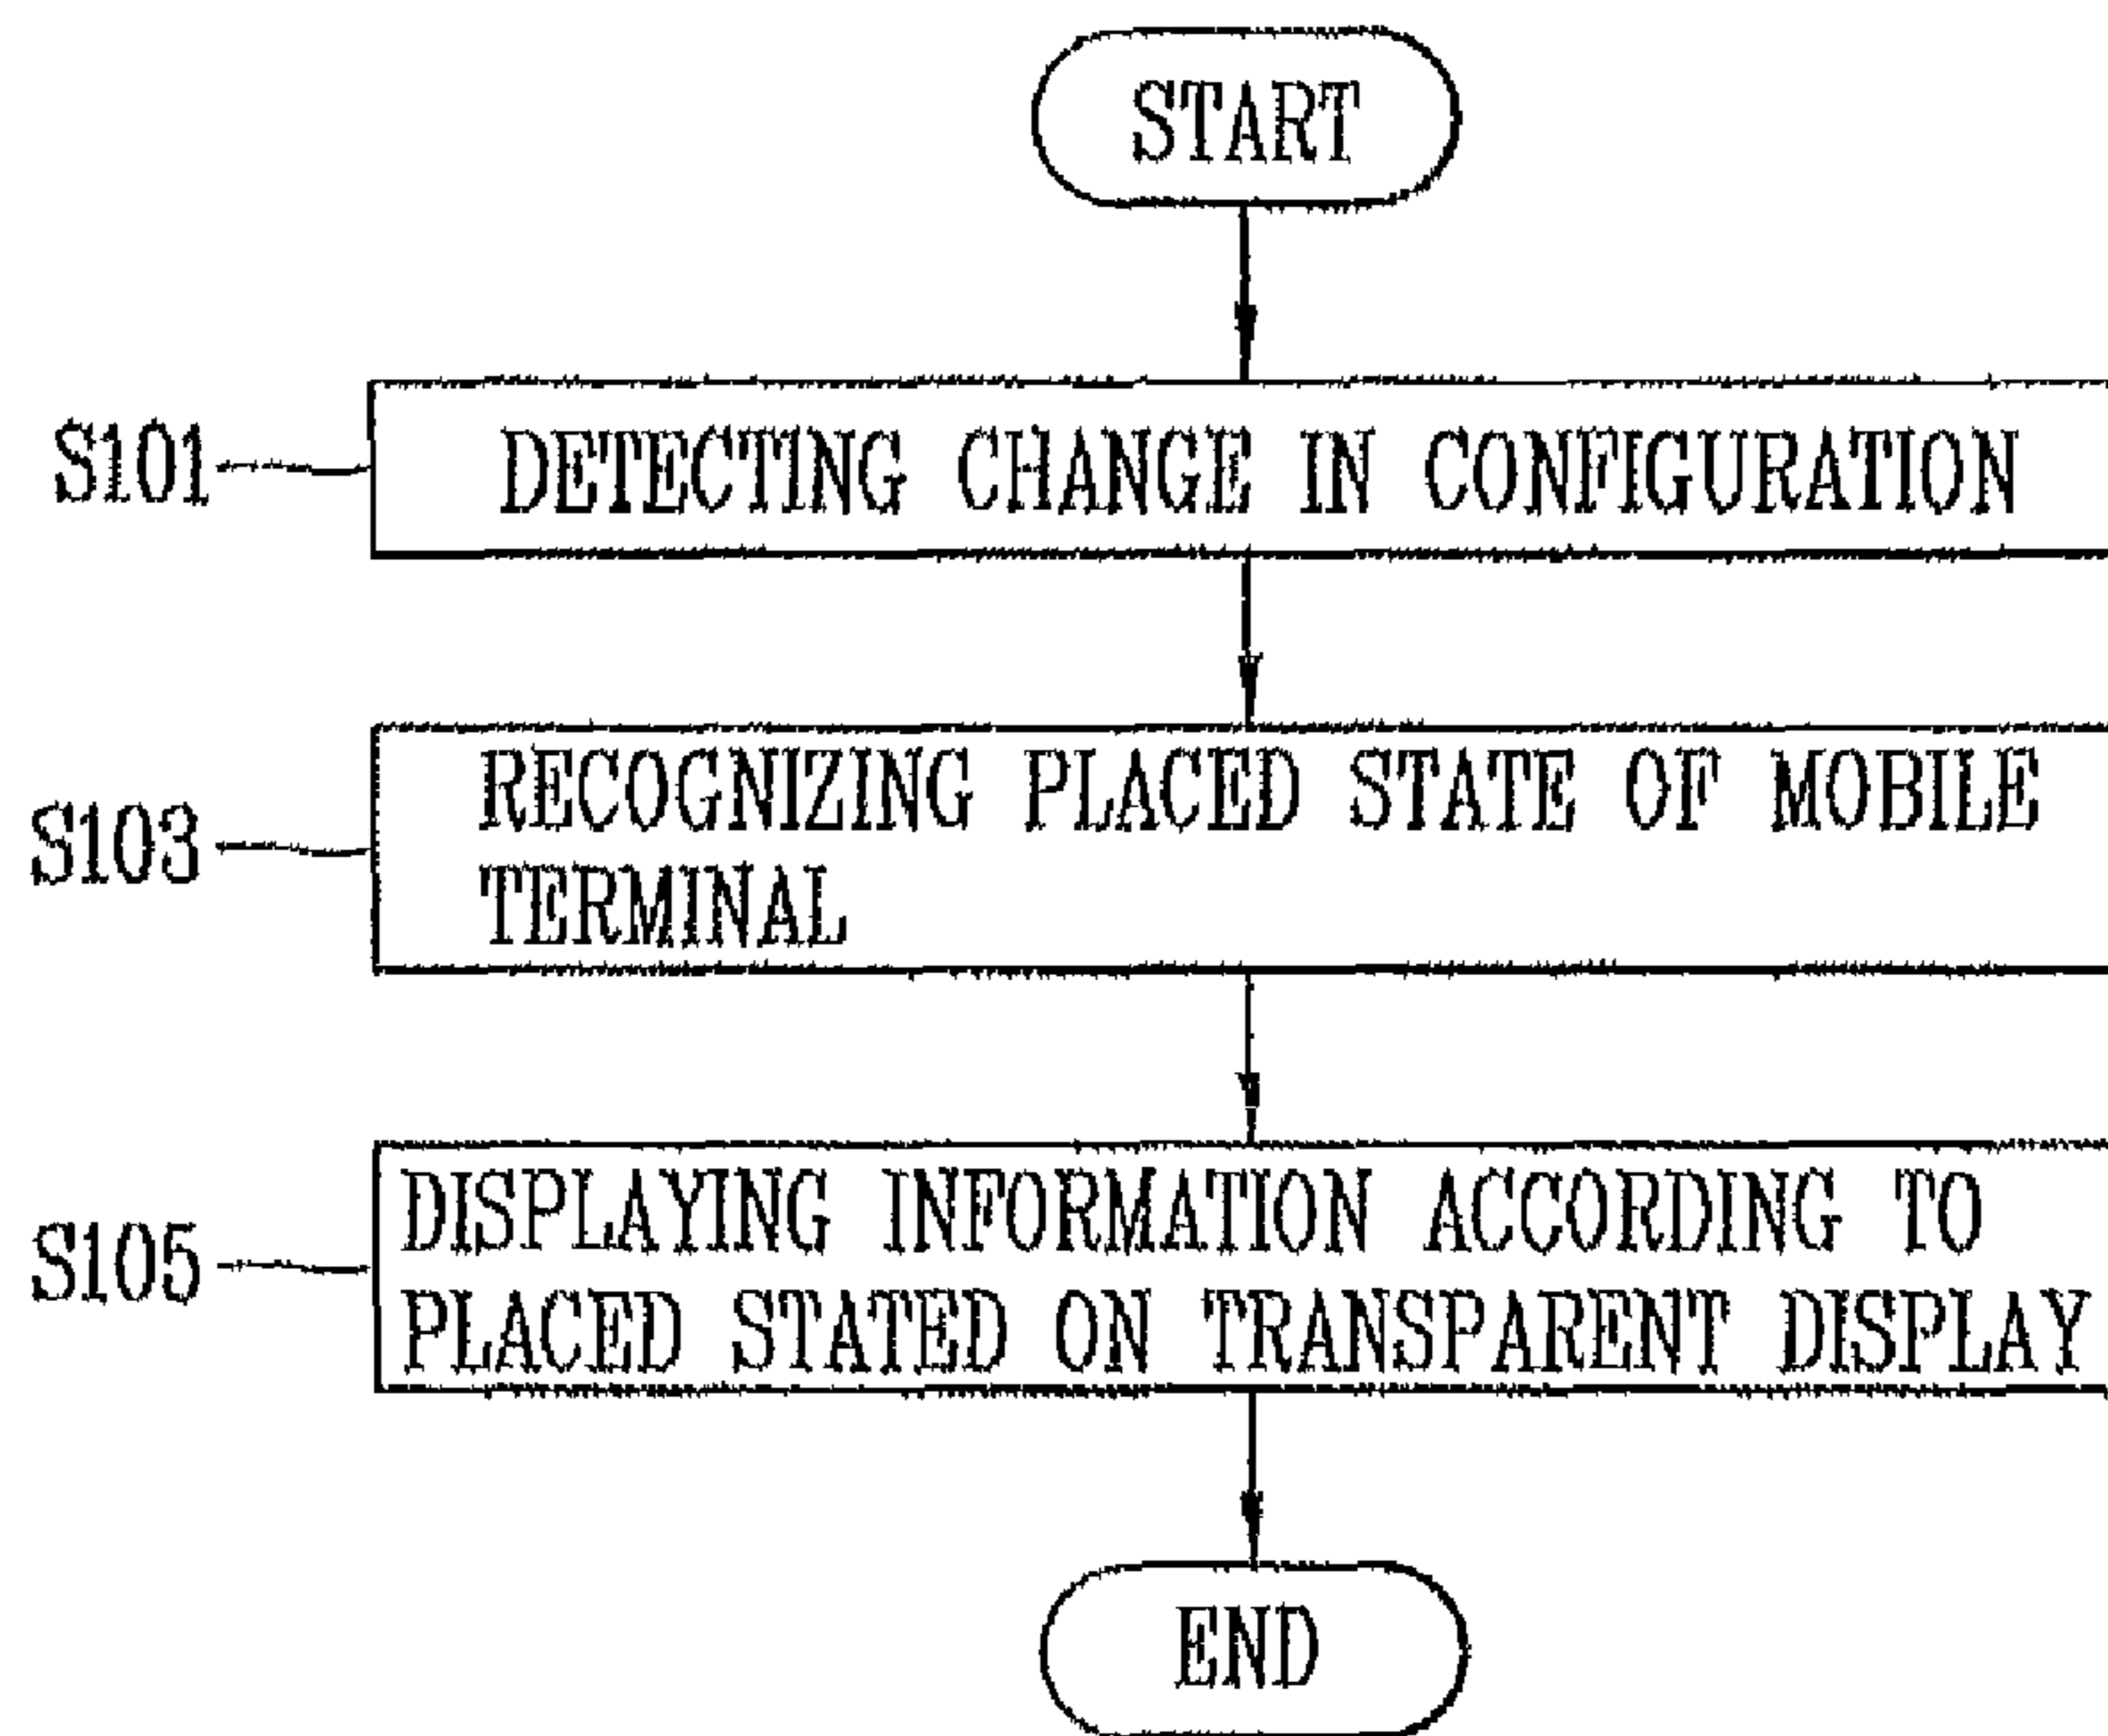 START
S101
DETECTING CHANGE IN CONFIGURATION
S103
RECOGNIZING PLACED STATE OF MOBILE
TERMINAL
S105
DISPLAYING INFORMATION ACCORDING TO
PLACED STATED ON TRANSPARENT DISPLAY
END